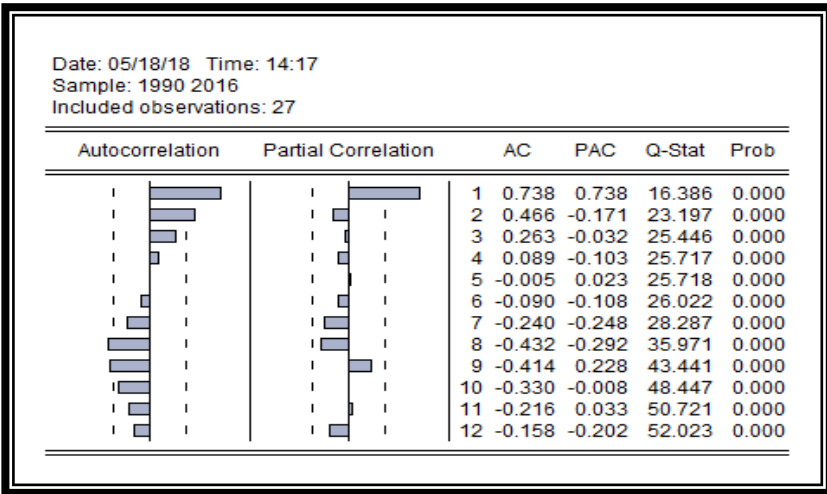 Date: 05/18/18 Time: 14:17
Sample: 1990 2016
Included observations: 27
Autocorrelation Partial Correlation AC PAC Q-Stat Prob
1 0.738 0.738 16.386 0.000
2 0.466 -0.171 23.197 0.000
3 0.263 -0.032 25.446 0.000
4 0.089 -0.103 25.717 0.000
5 -0.005 0.023 25.718 0.000
6 -0.090 -0.108 26.022 0.000
7 -0.240 -0.248 28.287 0.000
8 -0.432 -0.292 35.971 0.000
9 -0.414 0.228 43.441 0.000
10 -0.330 -0.008 48.447 0.000
11 -0.216 0.033 50.721 0.000
12 -0.158 -0.202 52.023 0.000